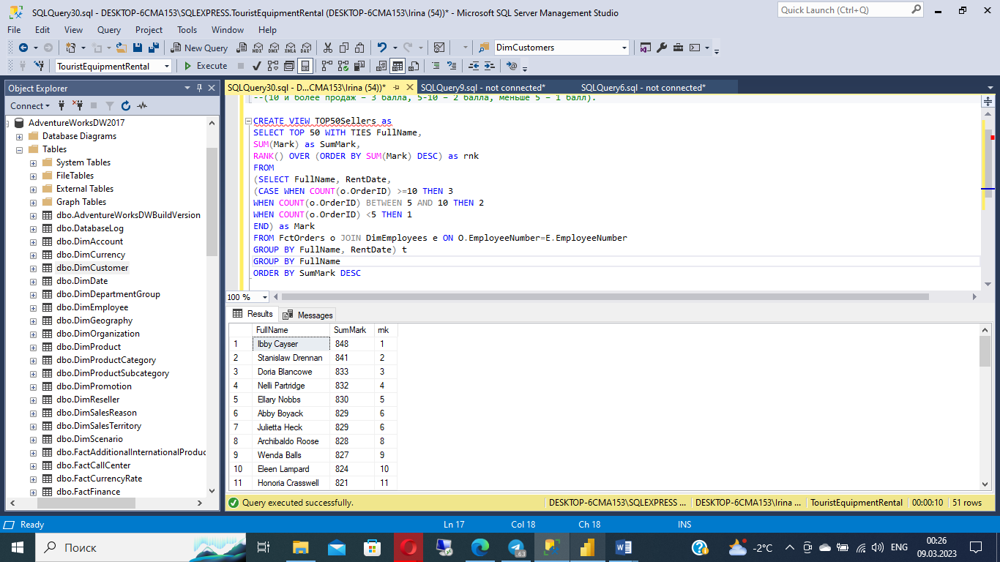 SQLQuery30.sql - DESKTOP-6CMA153\SQLEXPRESS.TouristEquipmentRental (DESKTOP-6CMA153\Irina (54))* - Microsoft SQL Server Management Studio
Quick Launch (Ctrl+Q)
File Edit View Query Project Tools Window Help
New Query MDX DMX XMLA DAX DimCustomers
TouristEquipmentRental Execute
Object Explorer
Connect
AdventureWorksDW2017
Database Diagrams
Tables
System Tables
FileTables
External Tables
Graph Tables
dbo.AdventureWorksDWBuildVersion
dbo.DatabaseLog
dbo.DimAccount
dbo.DimCurrency
dbo.DimCustomer
dbo.DimDate
dbo.DimDepartmentGroup
dbo.DimEmployee
dbo.DimGeography
dbo.DimOrganization
dbo.DimProduct
dbo.DimProductCategory
dbo.DimProductSubcategory
dbo.DimPromotion
dbo.DimReseller
dbo.DimSalesReason
dbo.DimSalesTerritory
dbo.DimScenario
dbo.FactAdditionalInternationalProduc
dbo.FactCallCenter
dbo.FactCurrencyRate
dbo.FactFinance
SQLQuery30.sql - D...CMA153\Irina (54))* SQLQuery9.sql - not connected* SQLQuery6.sql - not connected*
--(10 и более продаж – 3 балла, 5-10 – 2 балла, меньше 5 – 1 балл).
CREATE VIEW TOP50Sellers as
SELECT TOP 50 WITH TIES FullName,
SUM(Mark) as SumMark,
RANK() OVER (ORDER BY SUM(Mark) DESC) as rnk
FROM
(SELECT FullName, RentDate,
(CASE WHEN COUNT(o.OrderID) >=10 THEN 3
WHEN COUNT(o.OrderID) BETWEEN 5 AND 10 THEN 2
WHEN COUNT(o.OrderID) <5 THEN 1
END) as Mark
FROM FctOrders o JOIN DimEmployees e ON O.EmployeeNumber=E.EmployeeNumber
GROUP BY FullName, RentDate) t
GROUP BY FullName
ORDER BY SumMark DESC
100 %
Results Messages
FullName SumMark rnk
1 Ibby Cayser 848 1
2 Stanislaw Drennan 841 2
3 Doria Blancowe 833 3
4 Nelli Partridge 832 4
5 Ellary Nobbs 830 5
6 Abby Boyack 829 6
7 Julietta Heck 829 6
8 Archibaldo Roose 828 8
9 Wenda Balls 827 9
10 Eileen Lampard 824 10
11 Honoria Crasswell 821 11
Query executed successfully. DESKTOP-6CMA153\SQLEXPRESS ... DESKTOP-6CMA153\Irina ... TouristEquipmentRental 00:00:10 51 rows
Ready Ln 17 Col 18 Ch 18 INS
Поиск .63 -2°C ENG 00:26
09.03.2023